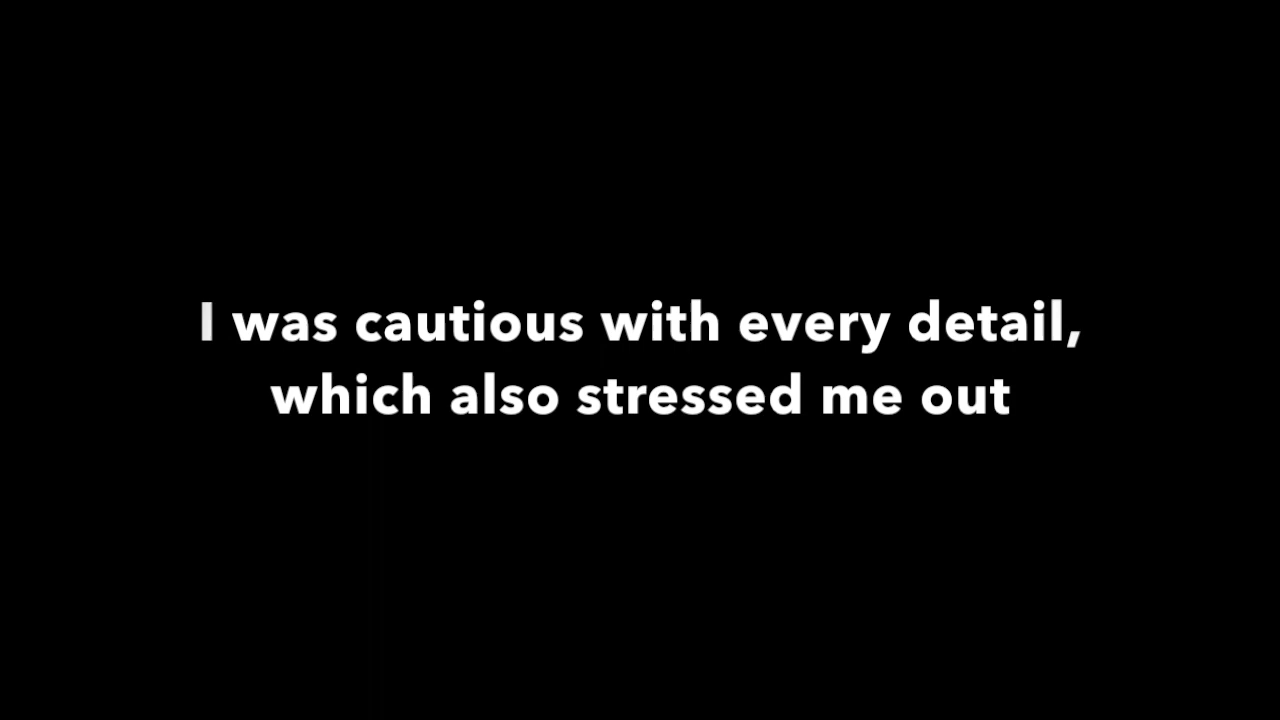 I was cautious with every detail,
which also stressed me out